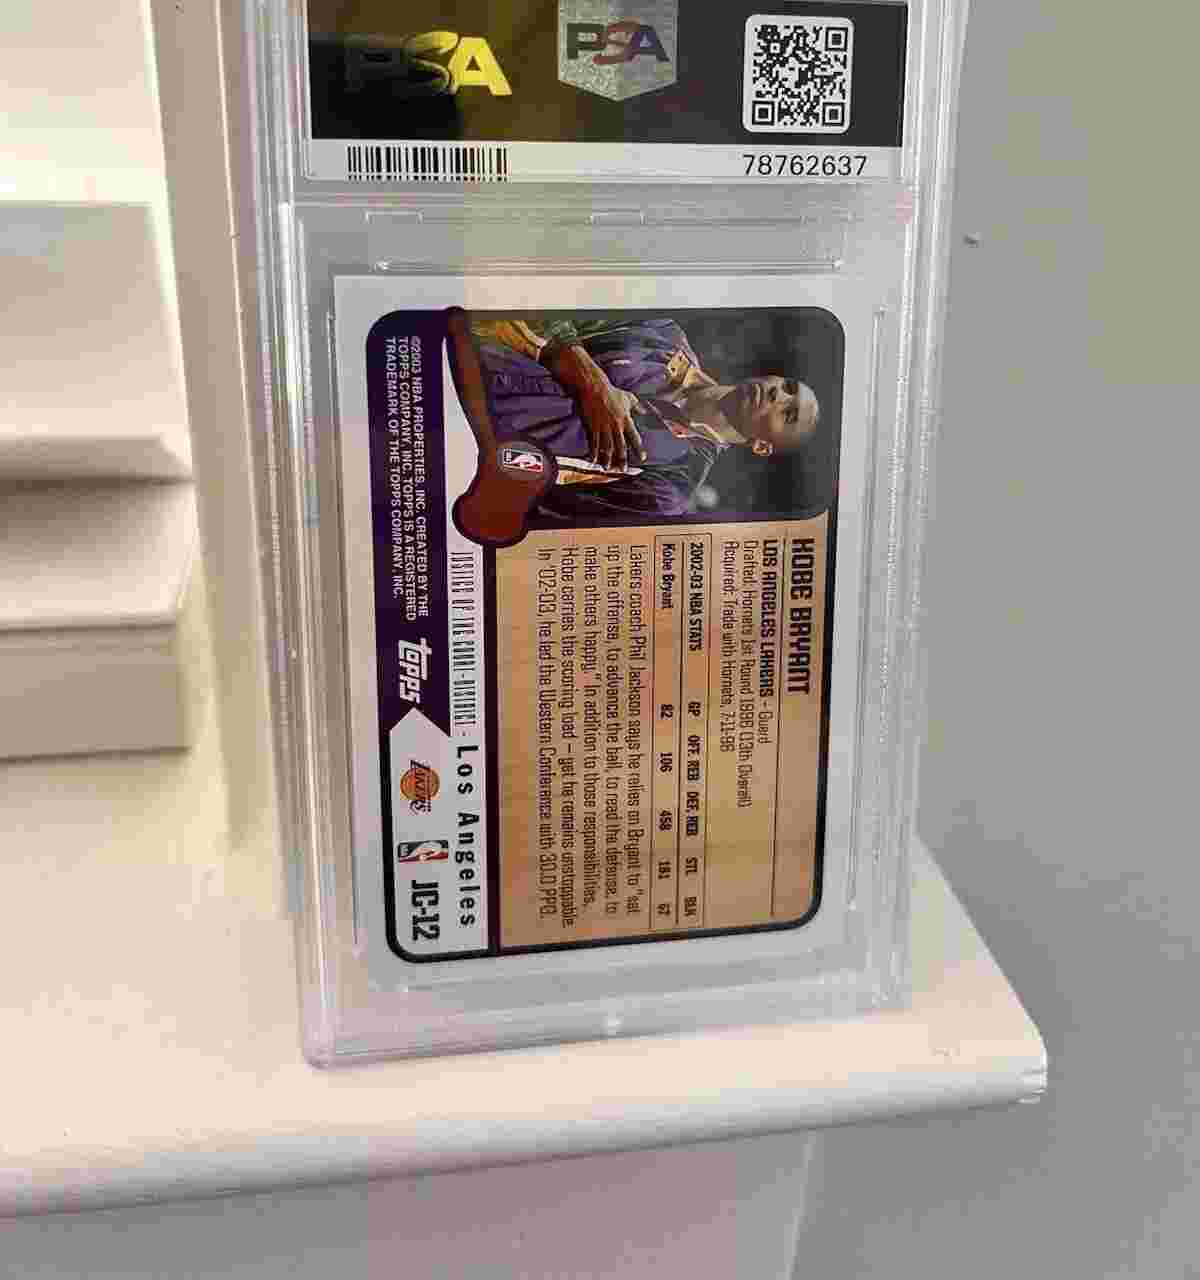 PSA
PSA
78762637
KOBE BRYANT
LOS ANGELES LAKERS - Guard
Drafted: Hornets 1st Round 1996 (13th Overall)
Acquired: Trade with Hornets, 7-11-96
2002-03 NBA STATS GP OFF. REB DEF. REB STL BLK
Kobe Bryant 82 106 458 181 67
Lakers coach Phil Jackson says he relies on Bryant to "set
up the offense, to advance the ball, to read the defense, to
make others happy." In addition to those responsibilities,
Kobe carries the scoring load – yet he remains unstoppable.
In '02-03, he led the Western Conference with 30.0 PPG.
JUSTICE OF THE COURT - DISTRICT - Los Angeles
©2003 NBA PROPERTIES, INC. CREATED BY THE
TOPPS COMPANY, INC. TOPPS IS A REGISTERED
TRADEMARK OF THE TOPPS COMPANY, INC.
topps
LAKERS
JC-12